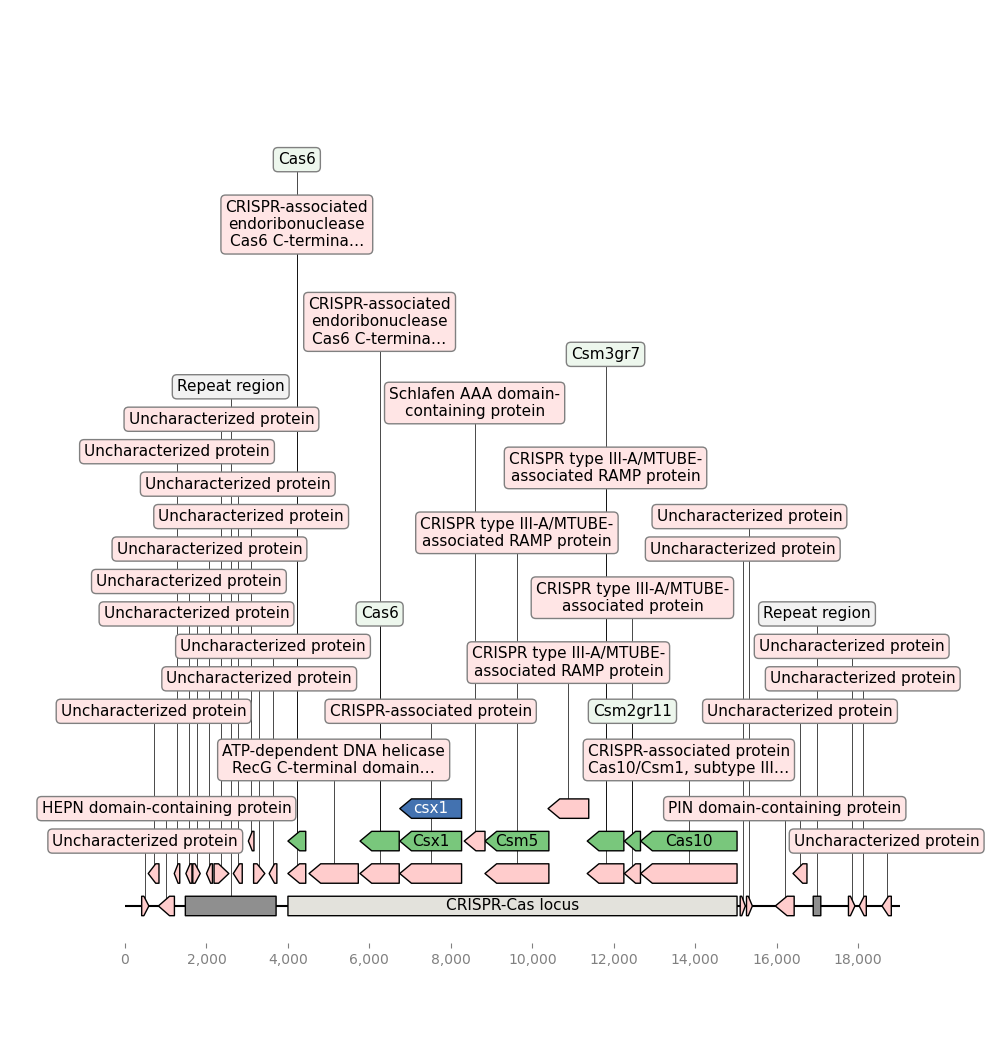 Cas6
CRISPR-associated
endoribonuclease
Cas6 C-termina…
CRISPR-associated
endoribonuclease
Cas6 C-termina…
Csm3gr7
Repeat region
Schlafen AAA domain-
containing protein
Uncharacterized protein
Uncharacterized protein
CRISPR type III-A/MTUBE-
associated RAMP protein
Uncharacterized protein
Uncharacterized protein
CRISPR type III-A/MTUBE-
associated RAMP protein
Uncharacterized protein
Uncharacterized protein
Uncharacterized protein
Uncharacterized protein
CRISPR type III-A/MTUBE-
associated protein
Uncharacterized protein
Cas6
Repeat region
Uncharacterized protein
CRISPR type III-A/MTUBE-
associated RAMP protein
Uncharacterized protein
Uncharacterized protein
Uncharacterized protein
Uncharacterized protein
CRISPR-associated protein
Csm2gr11
Uncharacterized protein
ATP-dependent DNA helicase
RecG C-terminal domain…
CRISPR-associated protein
Cas10/Csm1, subtype III…
HEPN domain-containing protein
csx1
PIN domain-containing protein
Uncharacterized protein
Csx1
Csm5
Cas10
Uncharacterized protein
CRISPR-Cas locus
0
2,000
4,000
6,000
8,000
10,000
12,000
14,000
16,000
18,000